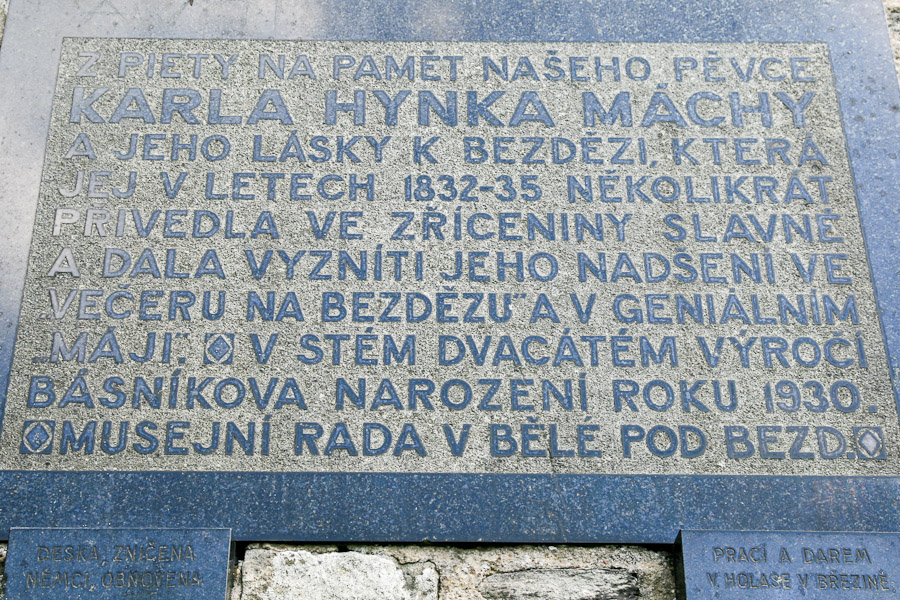 Z PIETY NA PAMĚT NAŠEHO PĚVCE
KARLA HYNKA MÁCHY
A JEHO LÁSKY K BEZDĚZI, KTERÁ
JEJ V LETECH 1832-35 NĚKOLIKRÁT
PŘIVEDLA VE ZŘÍCENINY SLAVNÉ
A DALA VYZNÍTI JEHO NADŠENÍ VE
VEČERU NA BEZDĚZU" A V GENIÁLNÍM
„MÁJI". V STÉM DVACÁTÉM VÝROČÍ
BÁSNÍKOVA NAROZENÍ ROKU 1930.
MUSEJNÍ RADA V BĚLÉ POD BEZD.
DESKA, ZNIČENA
NĚMCI, OBNOVENA
PRACÍ A DAREM
V. HOLASE V BŘEZINĚ